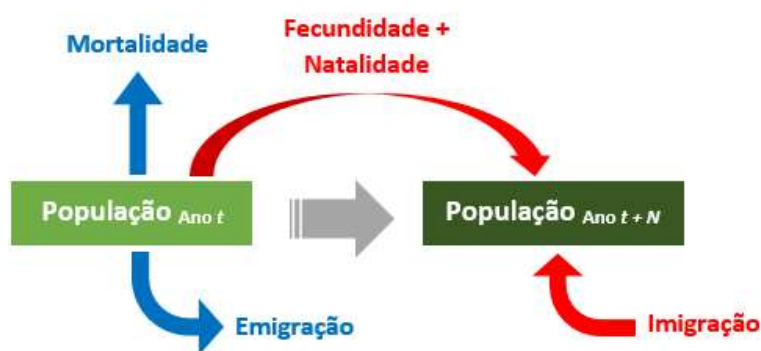 Fecundidade +
Mortalidade
Natalidade
População Ano t
População Ano t + N
Emigração
Imigração